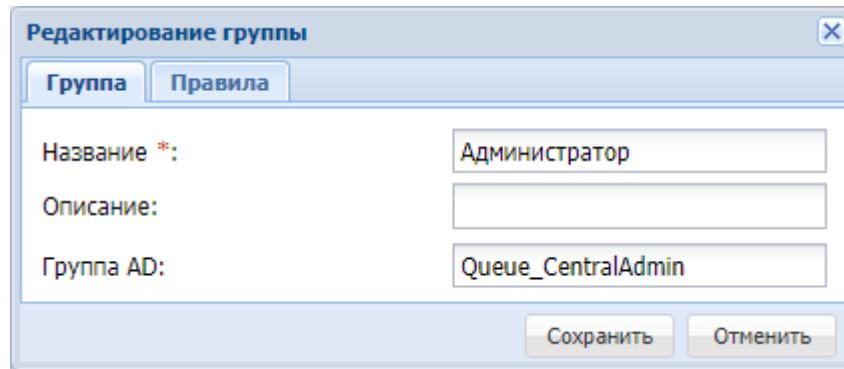 Редактирование группы
Группа Правила
Название *: Администратор
Описание:
Группа AD: Queue_CentralAdmin
Сохранить Отменить